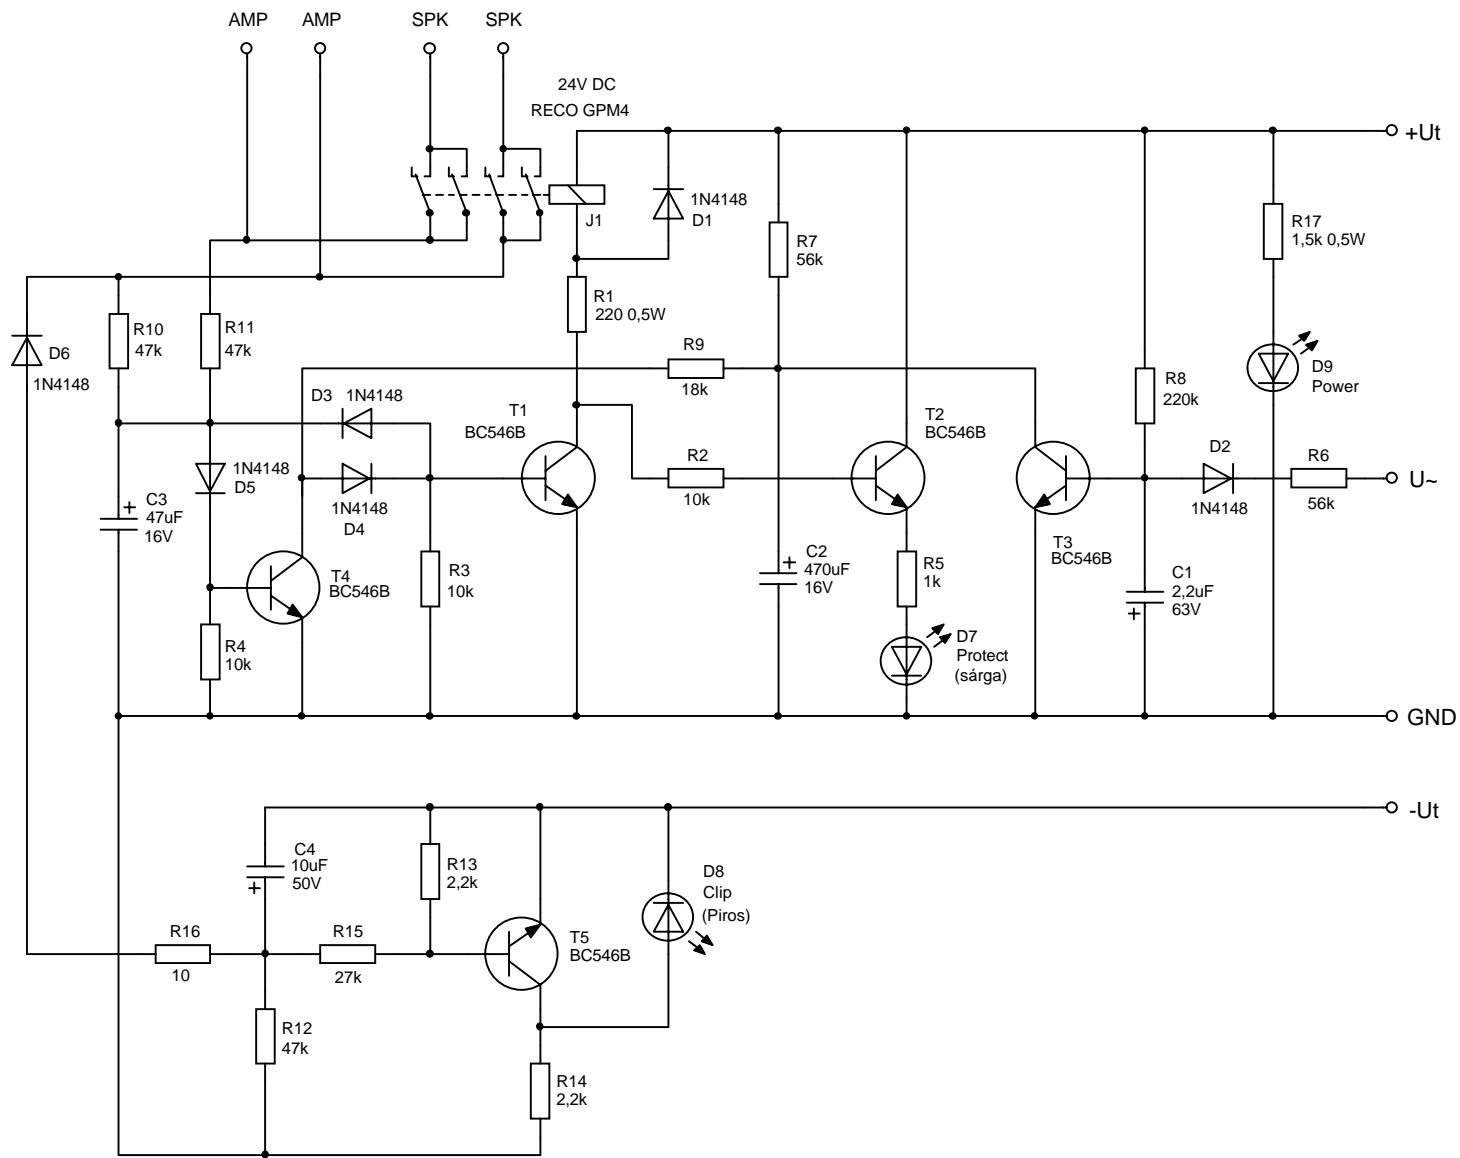 AMP
AMP
SPK
SPK
24V DC
RECO GPM4
+Ut
J1
1N4148
D1
R7
56k
R17
1,5k 0,5W
R1
220 0,5W
R10
47k
R11
47k
D6
1N4148
R9
18k
D9
Power
R8
220k
D3
1N4148
T1
BC546B
T2
BC546B
R2
10k
D2
1N4148
R6
56k
U~
1N4148
D5
1N4148
D4
C3
47uF
16V
+
T4
BC546B
R3
10k
C2
470uF
16V
+
T3
BC546B
R5
1k
C1
2,2uF
63V
+
R4
10k
D7
Protect
(sárga)
GND
-Ut
C4
10uF
50V
+
R13
2,2k
D8
Clip
(Piros)
R16
10
R15
27k
T5
BC546B
R12
47k
R14
2,2k